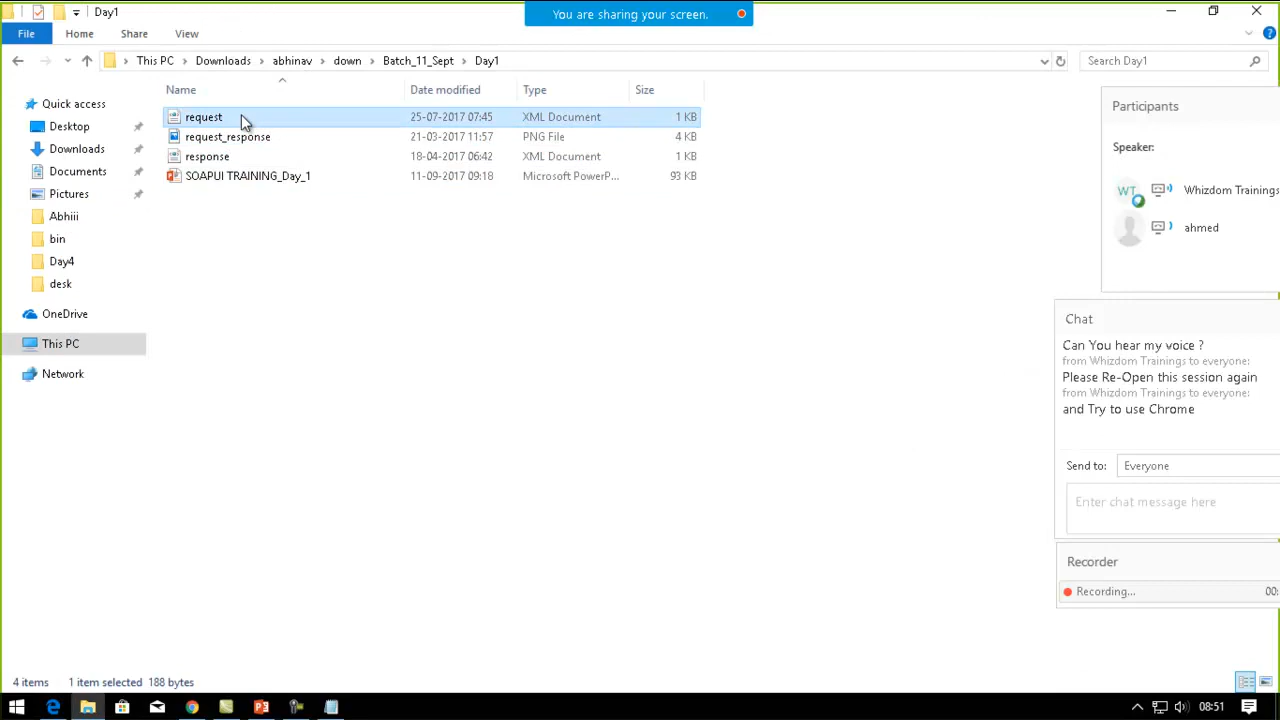 Day1
You are sharing your screen.
File Home Share View
This PC Downloads abhinav down Batch_11_Sept Day1
Search Day1
Name Date modified Type Size
Quick access
Desktop
Downloads
Documents
Pictures
Abhiii
bin
Day4
desk
OneDrive
This PC
Network
request 25-07-2017 07:45 XML Document 1 KB
request_response 21-03-2017 11:57 PNG File 4 KB
response 18-04-2017 06:42 XML Document 1 KB
SOAPUI TRAINING_Day_1 11-09-2017 09:18 Microsoft PowerP... 93 KB
Participants
Speaker:
WT Whizdom Trainings
ahmed
Chat
Can You hear my voice ?
from Whizdom Trainings to everyone:
Please Re-Open this session again
from Whizdom Trainings to everyone:
and Try to use Chrome
Send to: Everyone
Enter chat message here
Recorder
Recording... 00:
4 items 1 item selected 188 bytes
08:51